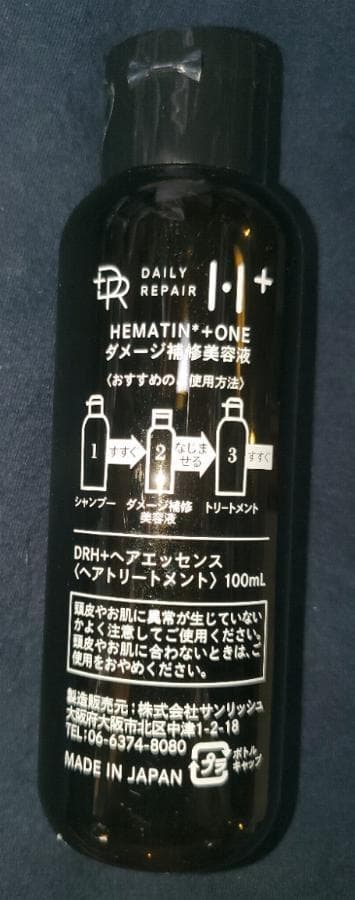 DR DAILY REPAIR H+
HEMATIN*+ONE
ダメージ補修美容液
〈おすすめのご使用方法〉
1 すすぐ 2 なじませる 3 すすぐ
シャンプー ダメージ補修美容液 トリートメント
DRH+ヘアエッセンス
〈ヘアトリートメント〉 100mL
頭皮やお肌に異常が生じていない
かよく注意してご使用ください。
頭皮やお肌に合わないときは、ご
使用をおやめください。
製造販売元：株式会社サンリッシュ
大阪府大阪市北区中津1-2-18
TEL:06-6374-8080
MADE IN JAPAN プラ ボトル キャップ